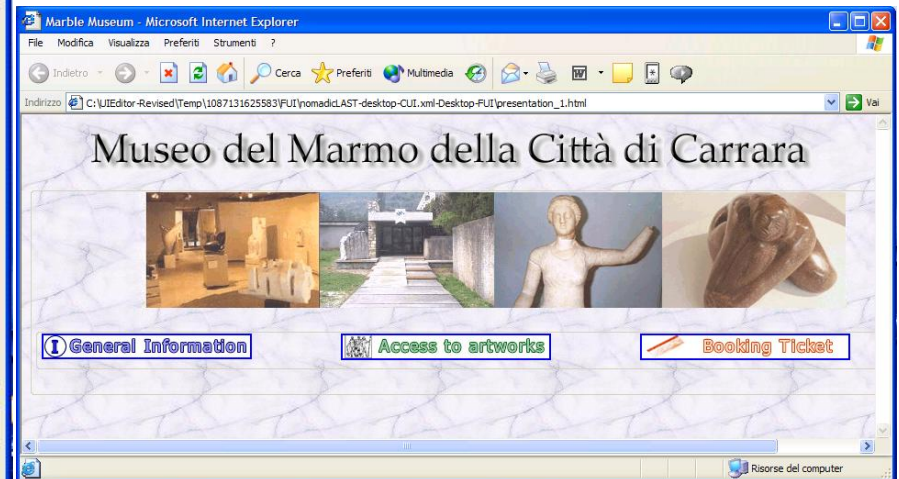 Marble Museum - Microsoft Internet Explorer
File Modifica Visualizza Preferiti Strumenti ?
Indietro Cerca Preferiti Multimedia
Indirizzo C:\UIEditor-Revised\Temp\1087131625583\FUI\nomadicLAST-desktop-CUI.xml-Desktop-FUI\presentation_1.html Vai
Museo del Marmo della Città di Carrara
General Information Access to artworks Booking Ticket
Risorse del computer